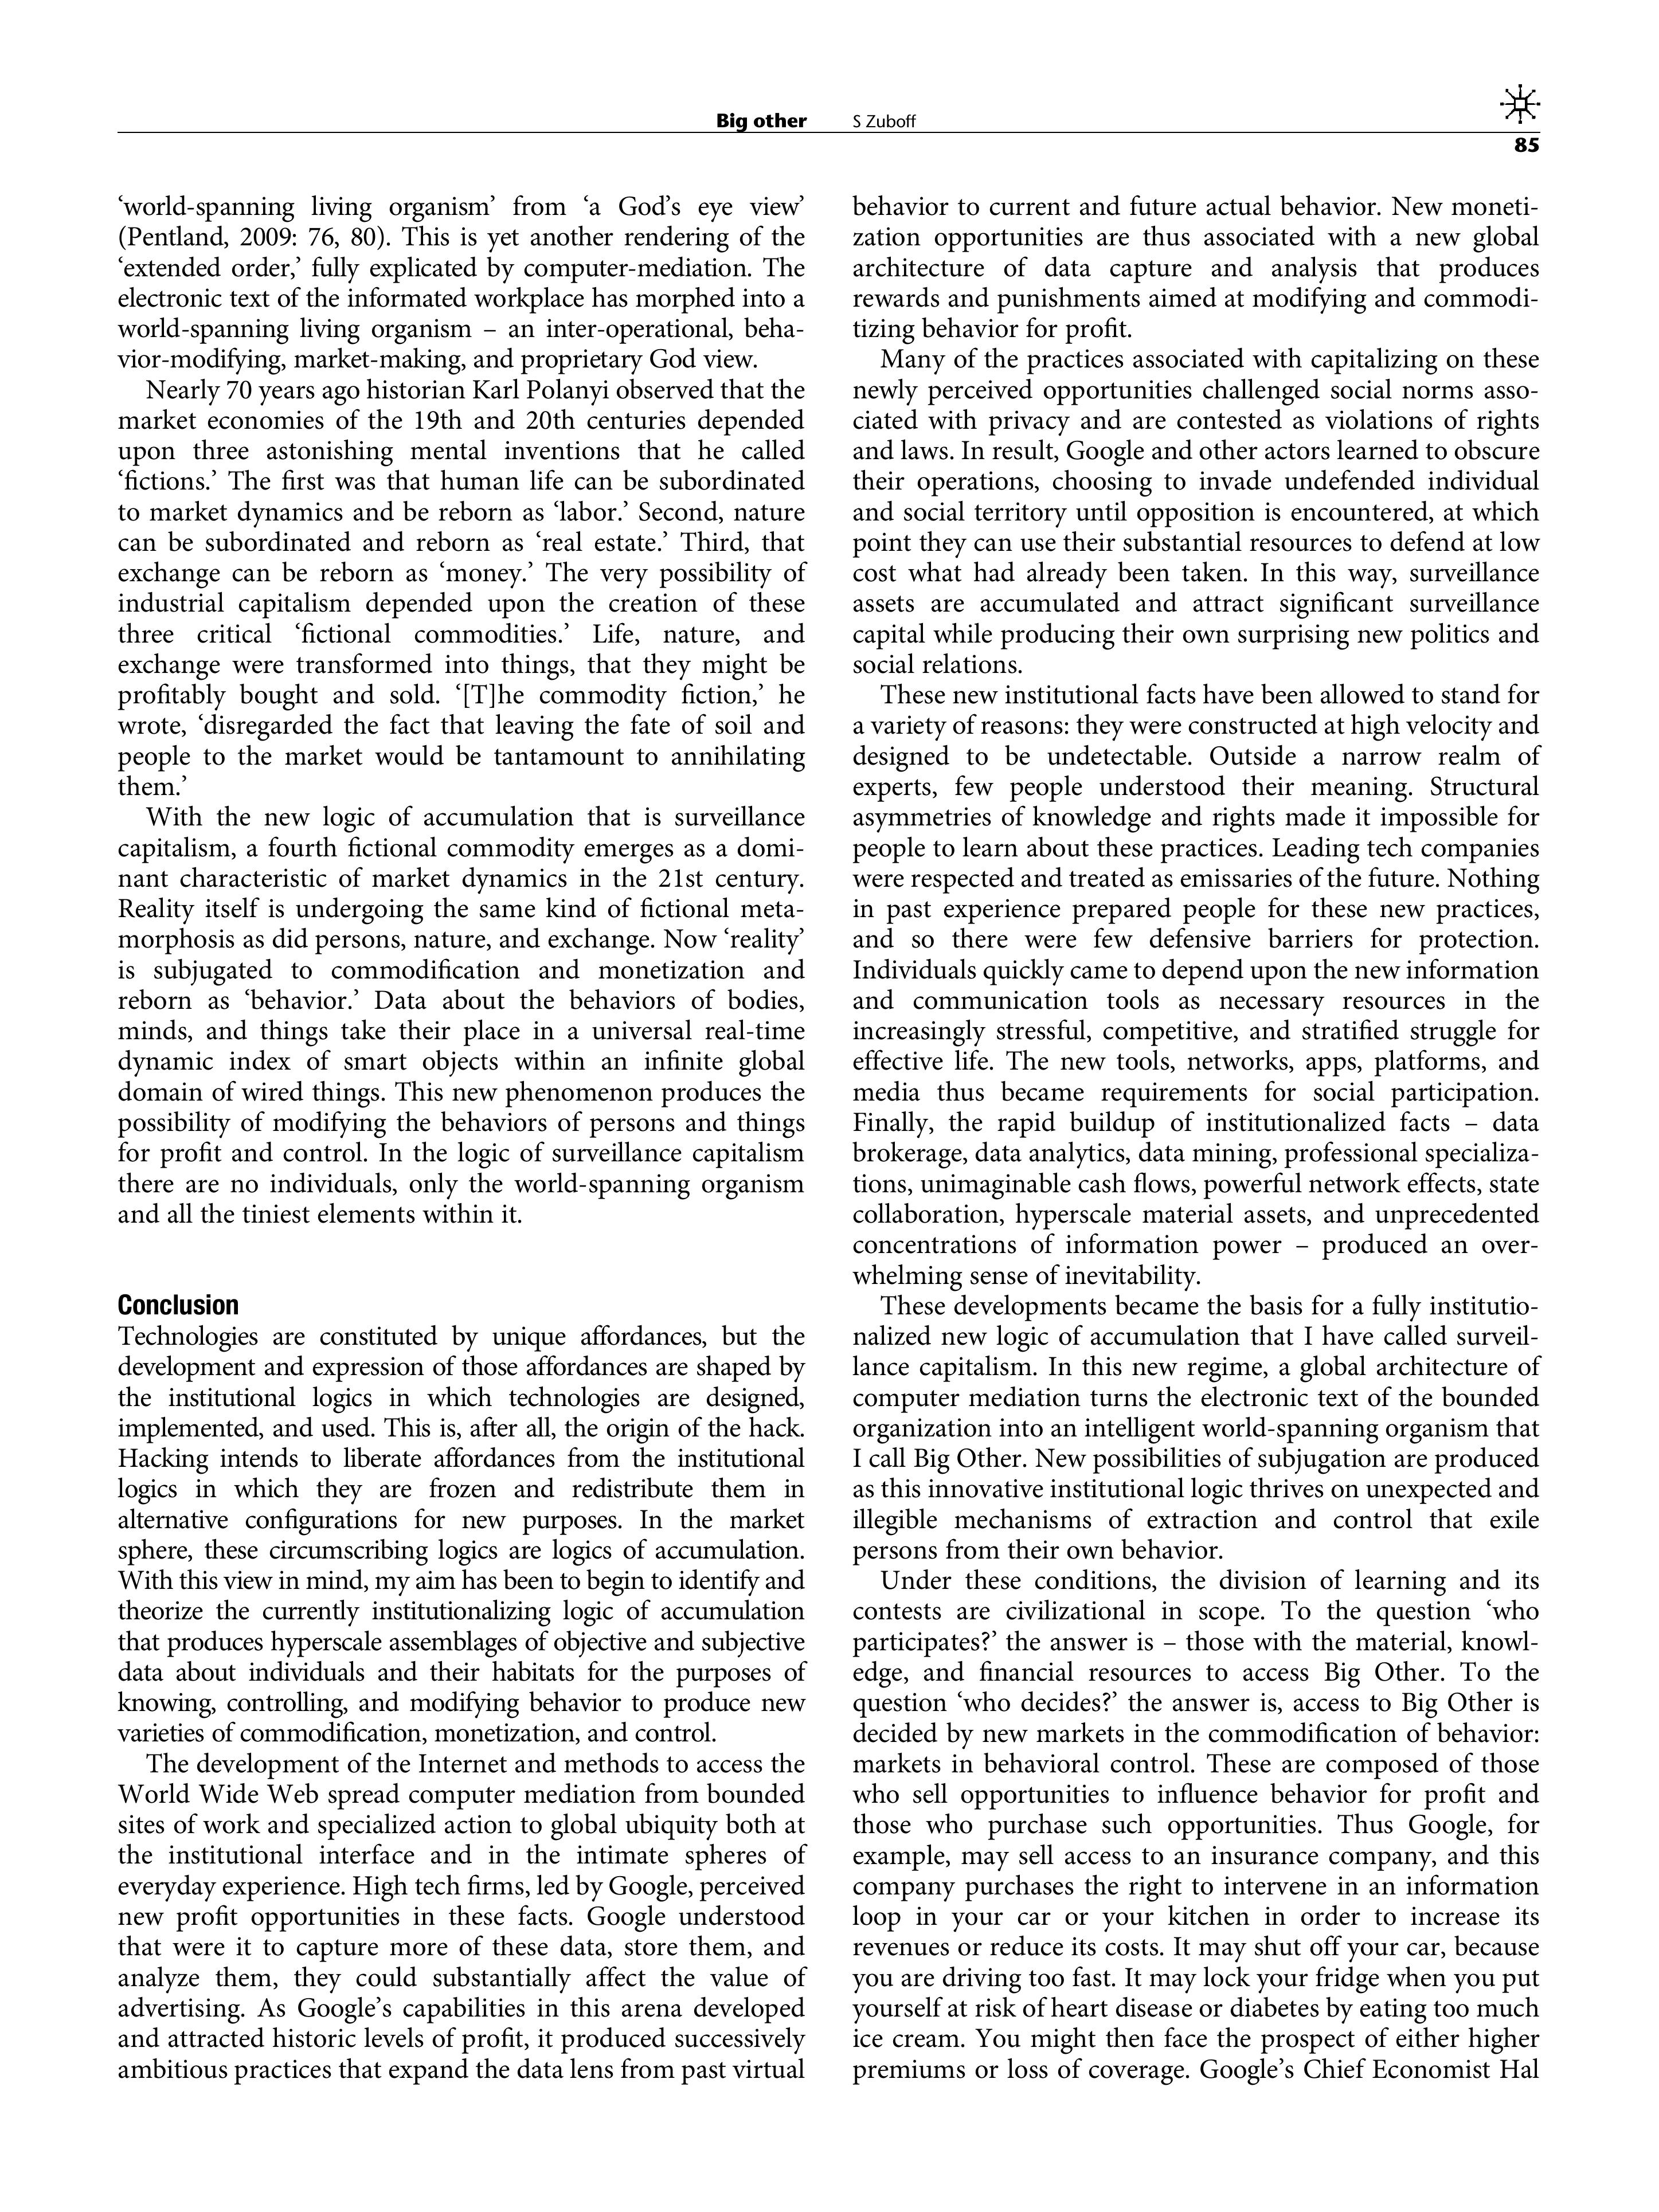 Big other S Zuboff
85
‘world-spanning living organism’ from ‘a God’s eye view’
(Pentland, 2009: 76, 80). This is yet another rendering of the
‘extended order,’ fully explicated by computer-mediation. The
electronic text of the informated workplace has morphed into a
world-spanning living organism – an inter-operational, beha-
vior-modifying, market-making, and proprietary God view.
Nearly 70 years ago historian Karl Polanyi observed that the
market economies of the 19th and 20th centuries depended
upon three astonishing mental inventions that he called
‘fictions.’ The first was that human life can be subordinated
to market dynamics and be reborn as ‘labor.’ Second, nature
can be subordinated and reborn as ‘real estate.’ Third, that
exchange can be reborn as ‘money.’ The very possibility of
industrial capitalism depended upon the creation of these
three critical ‘fictional commodities.’ Life, nature, and
exchange were transformed into things, that they might be
profitably bought and sold. ‘[T]he commodity fiction,’ he
wrote, ‘disregarded the fact that leaving the fate of soil and
people to the market would be tantamount to annihilating
them.’
With the new logic of accumulation that is surveillance
capitalism, a fourth fictional commodity emerges as a domi-
nant characteristic of market dynamics in the 21st century.
Reality itself is undergoing the same kind of fictional meta-
morphosis as did persons, nature, and exchange. Now ‘reality’
is subjugated to commodification and monetization and
reborn as ‘behavior.’ Data about the behaviors of bodies,
minds, and things take their place in a universal real-time
dynamic index of smart objects within an infinite global
domain of wired things. This new phenomenon produces the
possibility of modifying the behaviors of persons and things
for profit and control. In the logic of surveillance capitalism
there are no individuals, only the world-spanning organism
and all the tiniest elements within it.
Conclusion
Technologies are constituted by unique affordances, but the
development and expression of those affordances are shaped by
the institutional logics in which technologies are designed,
implemented, and used. This is, after all, the origin of the hack.
Hacking intends to liberate affordances from the institutional
logics in which they are frozen and redistribute them in
alternative configurations for new purposes. In the market
sphere, these circumscribing logics are logics of accumulation.
With this view in mind, my aim has been to begin to identify and
theorize the currently institutionalizing logic of accumulation
that produces hyperscale assemblages of objective and subjective
data about individuals and their habitats for the purposes of
knowing, controlling, and modifying behavior to produce new
varieties of commodification, monetization, and control.
The development of the Internet and methods to access the
World Wide Web spread computer mediation from bounded
sites of work and specialized action to global ubiquity both at
the institutional interface and in the intimate spheres of
everyday experience. High tech firms, led by Google, perceived
new profit opportunities in these facts. Google understood
that were it to capture more of these data, store them, and
analyze them, they could substantially affect the value of
advertising. As Google’s capabilities in this arena developed
and attracted historic levels of profit, it produced successively
ambitious practices that expand the data lens from past virtual
behavior to current and future actual behavior. New moneti-
zation opportunities are thus associated with a new global
architecture of data capture and analysis that produces
rewards and punishments aimed at modifying and commodi-
tizing behavior for profit.
Many of the practices associated with capitalizing on these
newly perceived opportunities challenged social norms asso-
ciated with privacy and are contested as violations of rights
and laws. In result, Google and other actors learned to obscure
their operations, choosing to invade undefended individual
and social territory until opposition is encountered, at which
point they can use their substantial resources to defend at low
cost what had already been taken. In this way, surveillance
assets are accumulated and attract significant surveillance
capital while producing their own surprising new politics and
social relations.
These new institutional facts have been allowed to stand for
a variety of reasons: they were constructed at high velocity and
designed to be undetectable. Outside a narrow realm of
experts, few people understood their meaning. Structural
asymmetries of knowledge and rights made it impossible for
people to learn about these practices. Leading tech companies
were respected and treated as emissaries of the future. Nothing
in past experience prepared people for these new practices,
and so there were few defensive barriers for protection.
Individuals quickly came to depend upon the new information
and communication tools as necessary resources in the
increasingly stressful, competitive, and stratified struggle for
effective life. The new tools, networks, apps, platforms, and
media thus became requirements for social participation.
Finally, the rapid buildup of institutionalized facts – data
brokerage, data analytics, data mining, professional specializa-
tions, unimaginable cash flows, powerful network effects, state
collaboration, hyperscale material assets, and unprecedented
concentrations of information power – produced an over-
whelming sense of inevitability.
These developments became the basis for a fully institutio-
nalized new logic of accumulation that I have called surveil-
lance capitalism. In this new regime, a global architecture of
computer mediation turns the electronic text of the bounded
organization into an intelligent world-spanning organism that
I call Big Other. New possibilities of subjugation are produced
as this innovative institutional logic thrives on unexpected and
illegible mechanisms of extraction and control that exile
persons from their own behavior.
Under these conditions, the division of learning and its
contests are civilizational in scope. To the question ‘who
participates?’ the answer is – those with the material, knowl-
edge, and financial resources to access Big Other. To the
question ‘who decides?’ the answer is, access to Big Other is
decided by new markets in the commodification of behavior:
markets in behavioral control. These are composed of those
who sell opportunities to influence behavior for profit and
those who purchase such opportunities. Thus Google, for
example, may sell access to an insurance company, and this
company purchases the right to intervene in an information
loop in your car or your kitchen in order to increase its
revenues or reduce its costs. It may shut off your car, because
you are driving too fast. It may lock your fridge when you put
yourself at risk of heart disease or diabetes by eating too much
ice cream. You might then face the prospect of either higher
premiums or loss of coverage. Google’s Chief Economist Hal